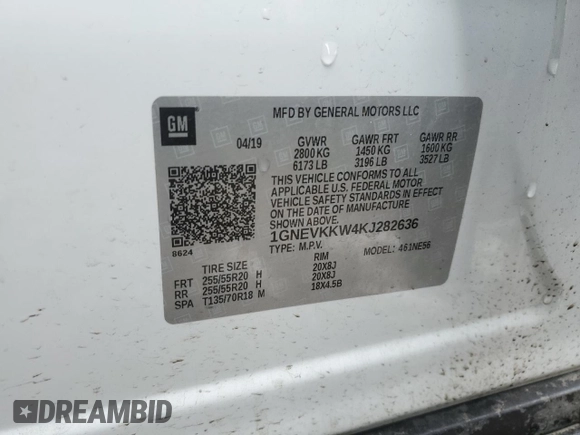 GM
MFD BY GENERAL MOTORS LLC
04/19 GVWR GAWR FRT GAWR RR
2800 KG 1450 KG 1600 KG
6173 LB 3196 LB 3527 LB
THIS VEHICLE CONFORMS TO ALL
APPLICABLE U.S. FEDERAL MOTOR
VEHICLE SAFETY STANDARDS IN EFFECT
ON THE DATE OF MANUFACTURE
SHOWN ABOVE.
1GNEVKKW4KJ282636
TYPE: M.P.V. MODEL: 461NE56
8624
TIRE SIZE RIM
FRT 255/55R20 H 20X8J
RR 255/55R20 H 20X8J
SPA T135/70R18 M 18X4.5B
DREAMBID